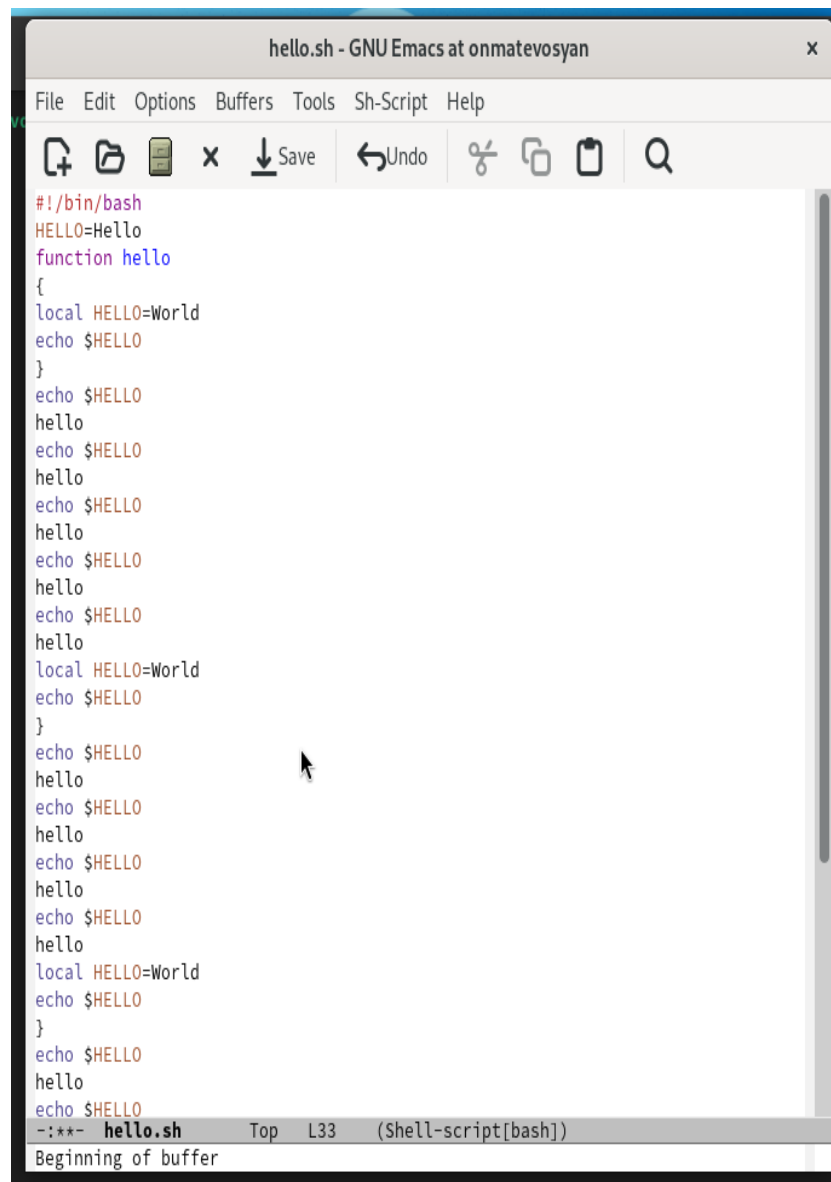 hello.sh - GNU Emacs at onmatevosyan x
File Edit Options Buffers Tools Sh-Script Help
Save Undo
#!/bin/bash
HELLO=Hello
function hello
{
local HELLO=World
echo $HELLO
}
echo $HELLO
hello
echo $HELLO
hello
echo $HELLO
hello
echo $HELLO
hello
echo $HELLO
hello
local HELLO=World
echo $HELLO
}
echo $HELLO
hello
echo $HELLO
hello
echo $HELLO
hello
echo $HELLO
hello
local HELLO=World
echo $HELLO
}
echo $HELLO
hello
echo $HELLO
-:**- hello.sh Top L33 (Shell-script[bash])
Beginning of buffer